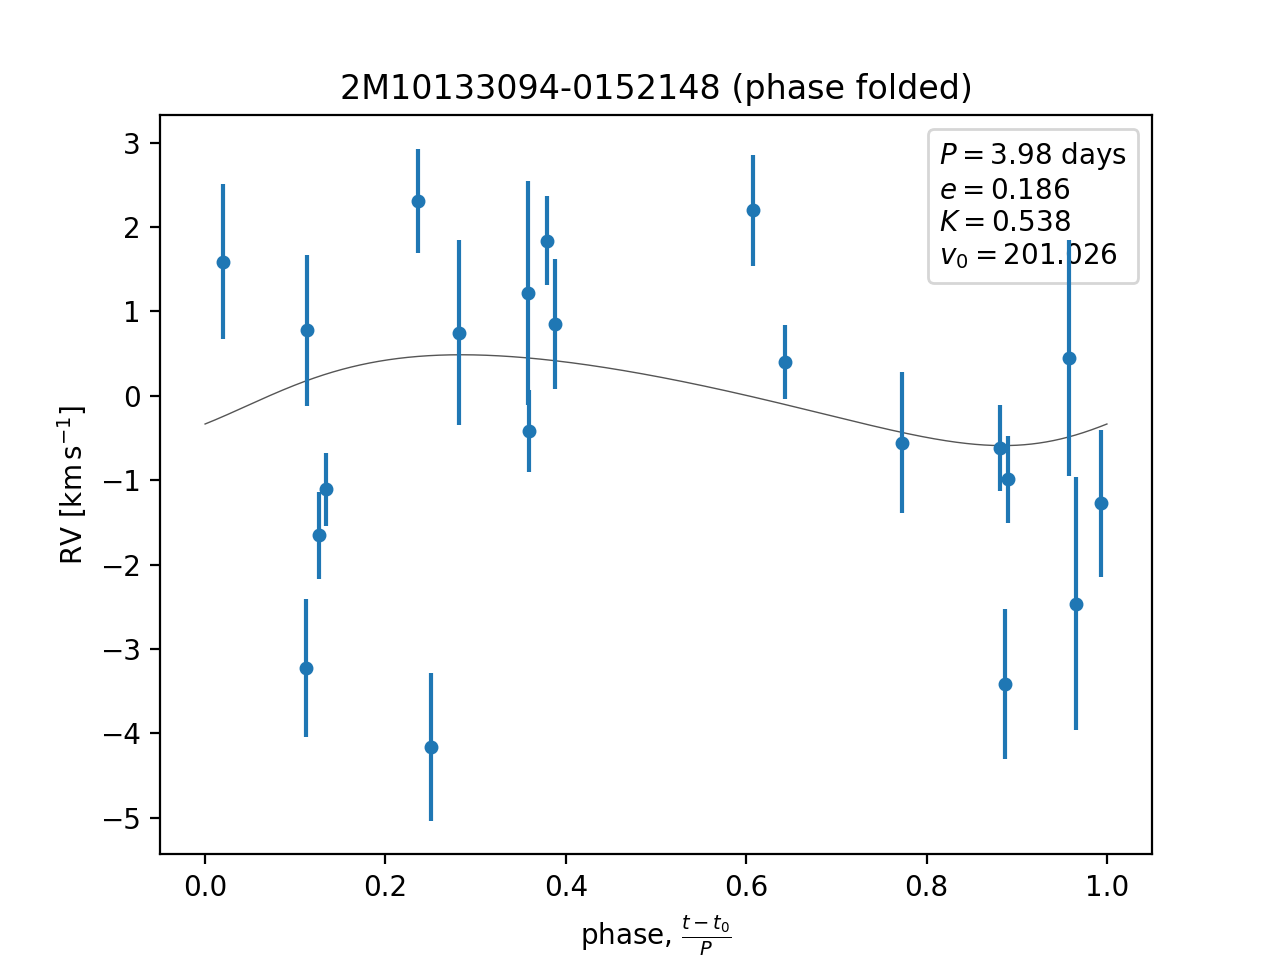 2M10133094-0152148 (phase folded)
P = 3.98 days
e = 0.186
K = 0.538
v₀ = 201.026
3
2
1
0
−1
−2
−3
−4
−5
RV [km s⁻¹]
0.0 0.2 0.4 0.6 0.8 1.0
phase, (t − t₀)/P